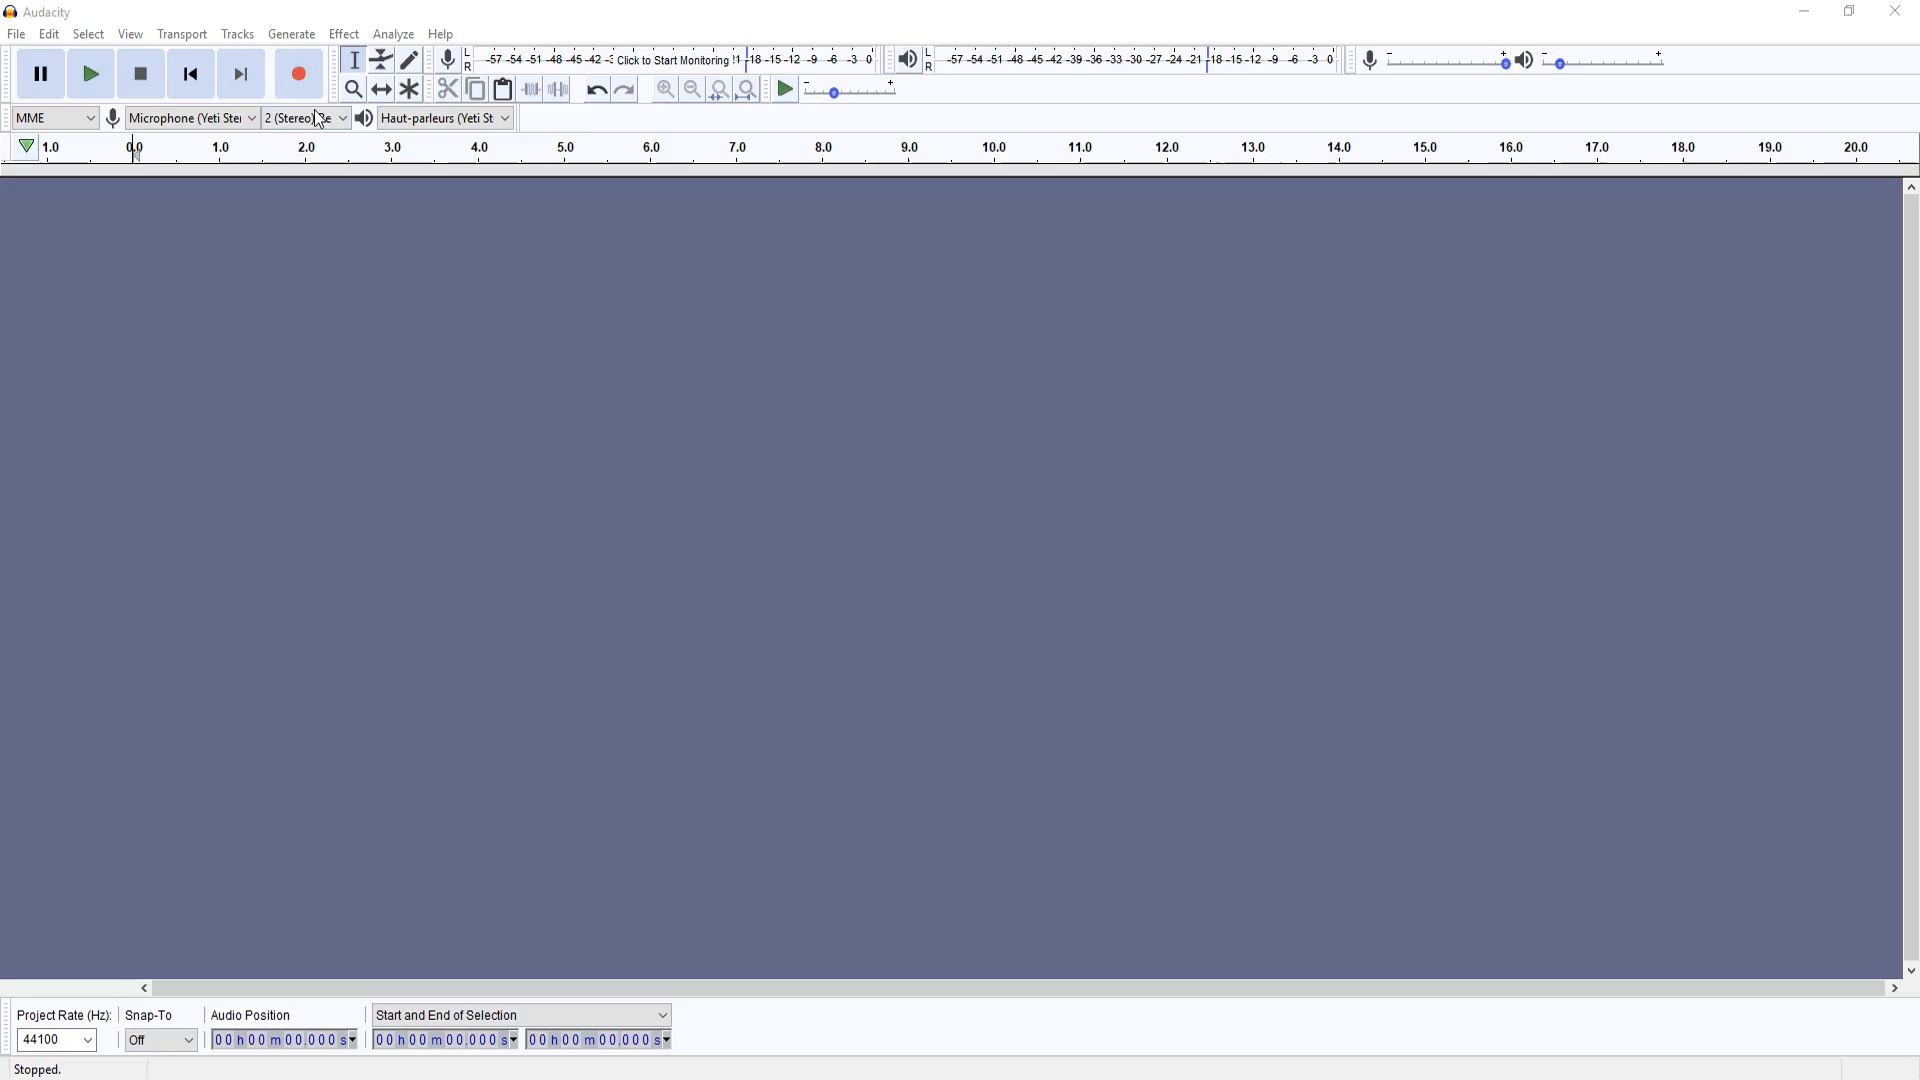 Audacity
File Edit Select View Transport Tracks Generate Effect Analyze Help
L R -57 -54 -51 -48 -45 -42 -3 Click to Start Monitoring !1 -18 -15 -12 -9 -6 -3 0 L R -57 -54 -51 -48 -45 -42 -39 -36 -33 -30 -27 -24 -21 -18 -15 -12 -9 -6 -3 0 - + - +
- +
MME Microphone (Yeti Ste 2 (Stereo) Haut-parleurs (Yeti St
1.0 0.0 1.0 2.0 3.0 4.0 5.0 6.0 7.0 8.0 9.0 10.0 11.0 12.0 13.0 14.0 15.0 16.0 17.0 18.0 19.0 20.0
Project Rate (Hz): Snap-To Audio Position Start and End of Selection
44100 Off 00 h 00 m 00.000 s 00 h 00 m 00.000 s 00 h 00 m 00.000 s
Stopped.